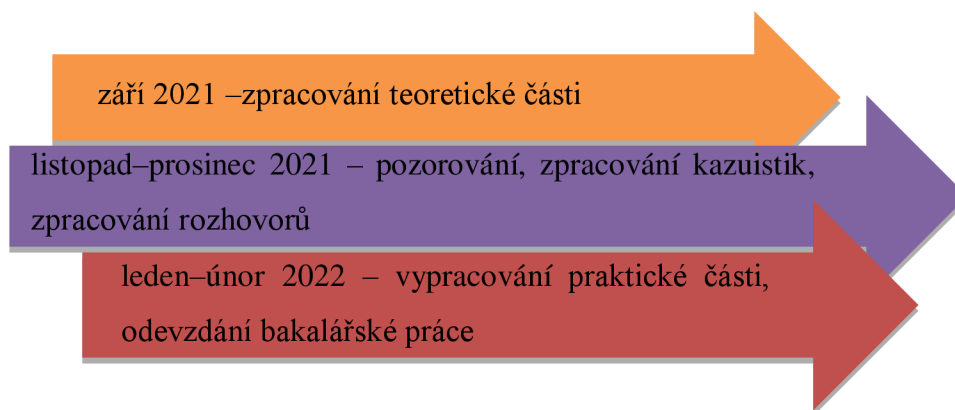 září 2021 –zpracování teoretické části
listopad–prosinec 2021 – pozorování, zpracování kazuistik,
zpracování rozhovorů
leden–únor 2022 – vypracování praktické části,
odevzdání bakalářské práce